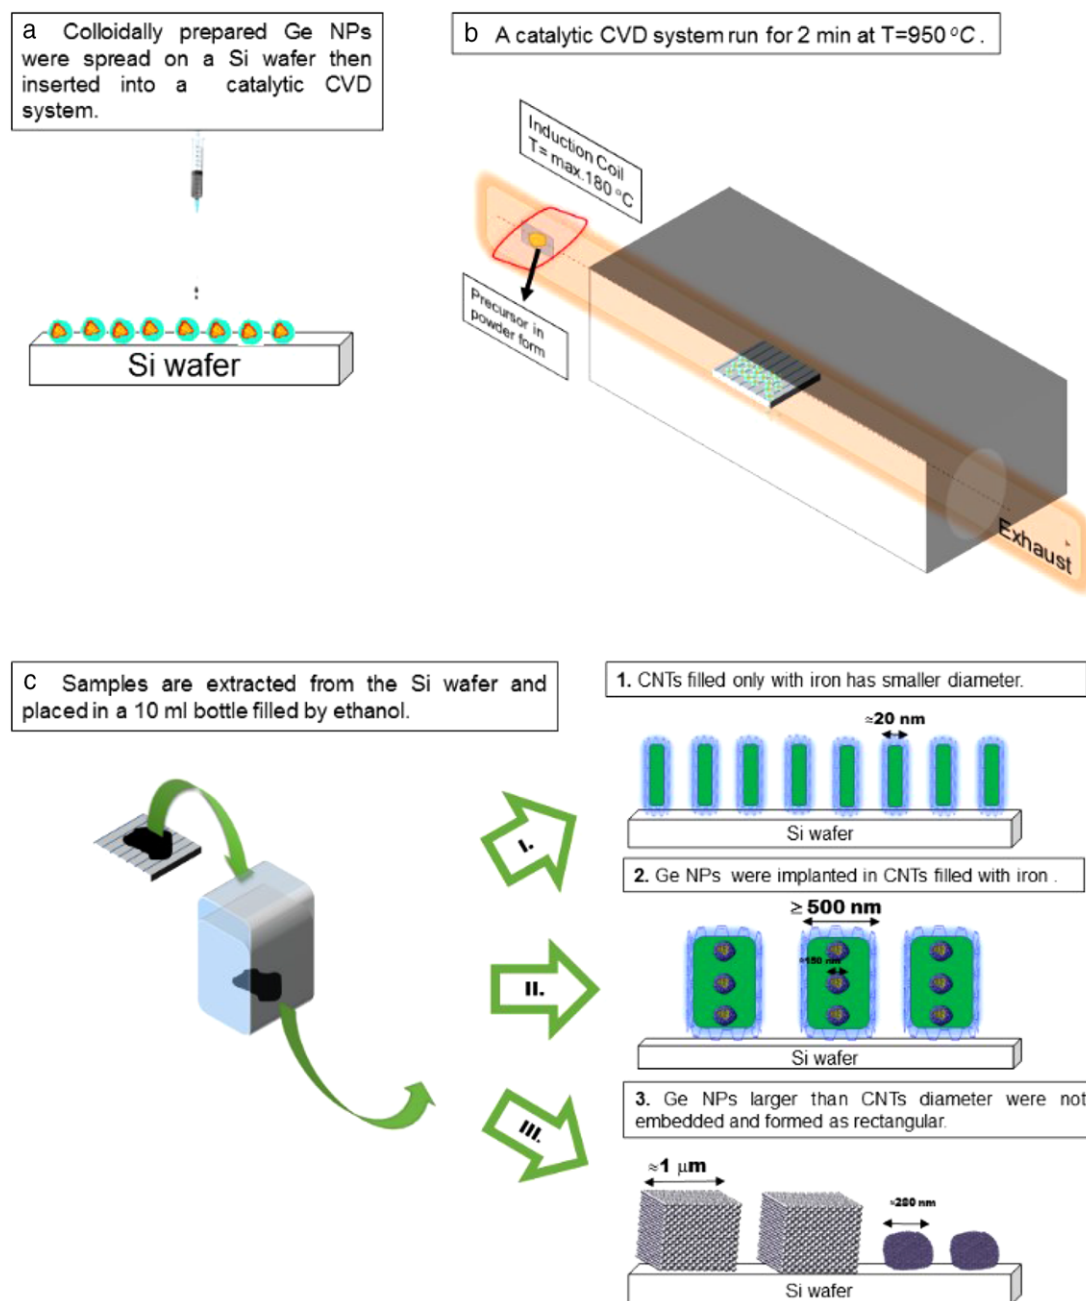 a Colloidally prepared Ge NPs
were spread on a Si wafer then
inserted into a catalytic CVD
system.
Si wafer
b A catalytic CVD system run for 2 min at T=950 °C .
Induction Coil
T= max.180 °C
Precursor in
powder form
Exhaust
c Samples are extracted from the Si wafer and
placed in a 10 ml bottle filled by ethanol.
I.
II.
III.
1. CNTs filled only with iron has smaller diameter.
≈20 nm
Si wafer
2. Ge NPs were implanted in CNTs filled with iron .
≥ 500 nm
≈150 nm
Si wafer
3. Ge NPs larger than CNTs diameter were not
embedded and formed as rectangular.
≈1 μm
≈280 nm
Si wafer